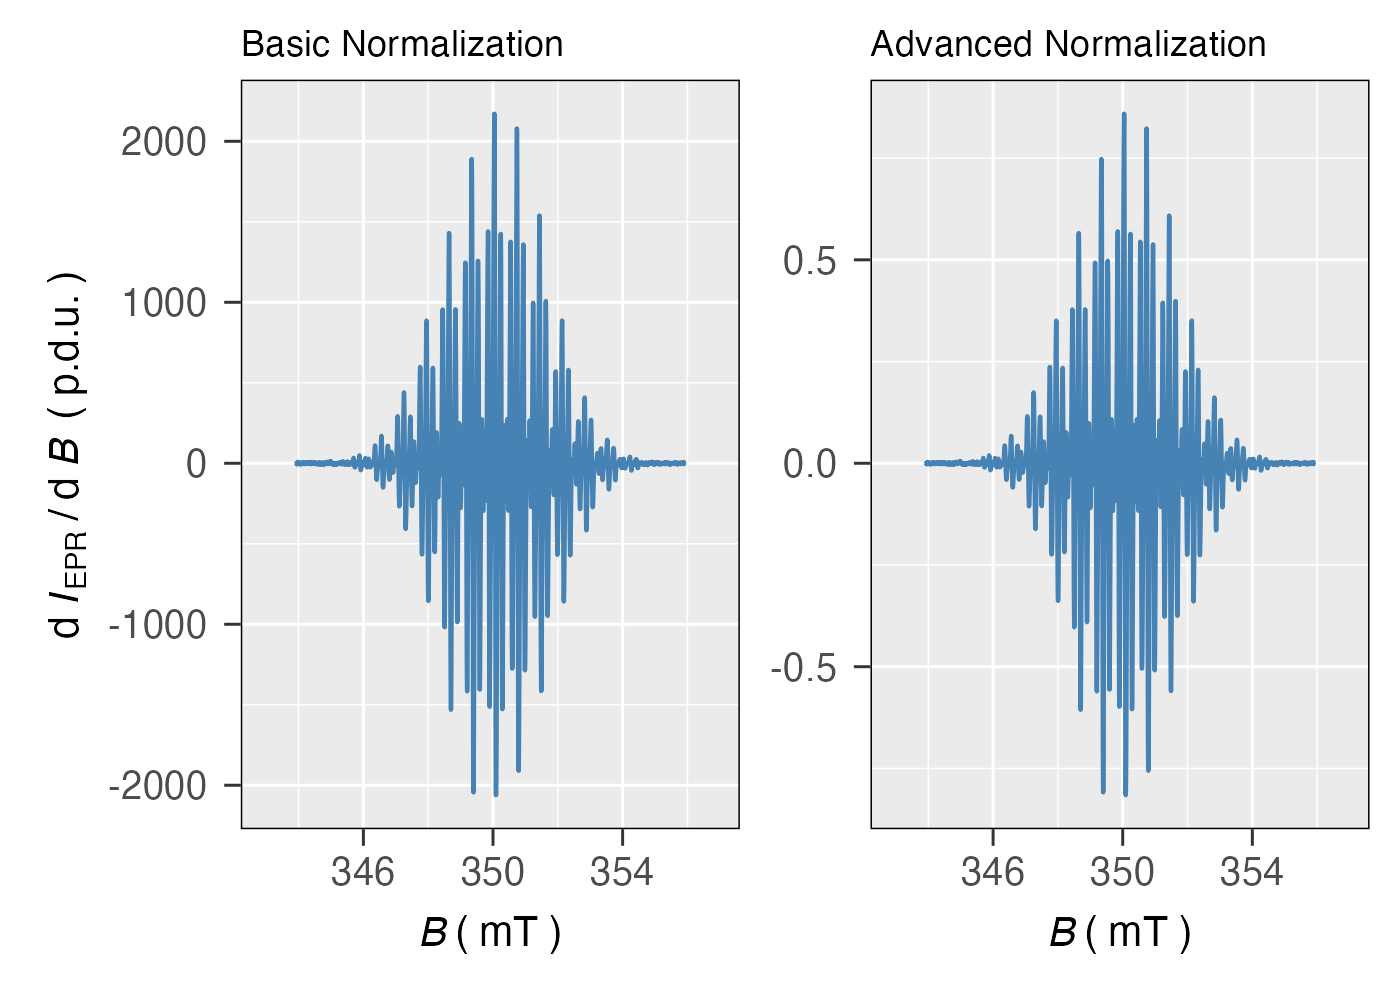 Basic Normalization
Advanced Normalization
d I_EPR / d B ( p.d.u. )
2000
1000
0
-1000
-2000
346 350 354
B ( mT )
0.5
0.0
-0.5
346 350 354
B ( mT )